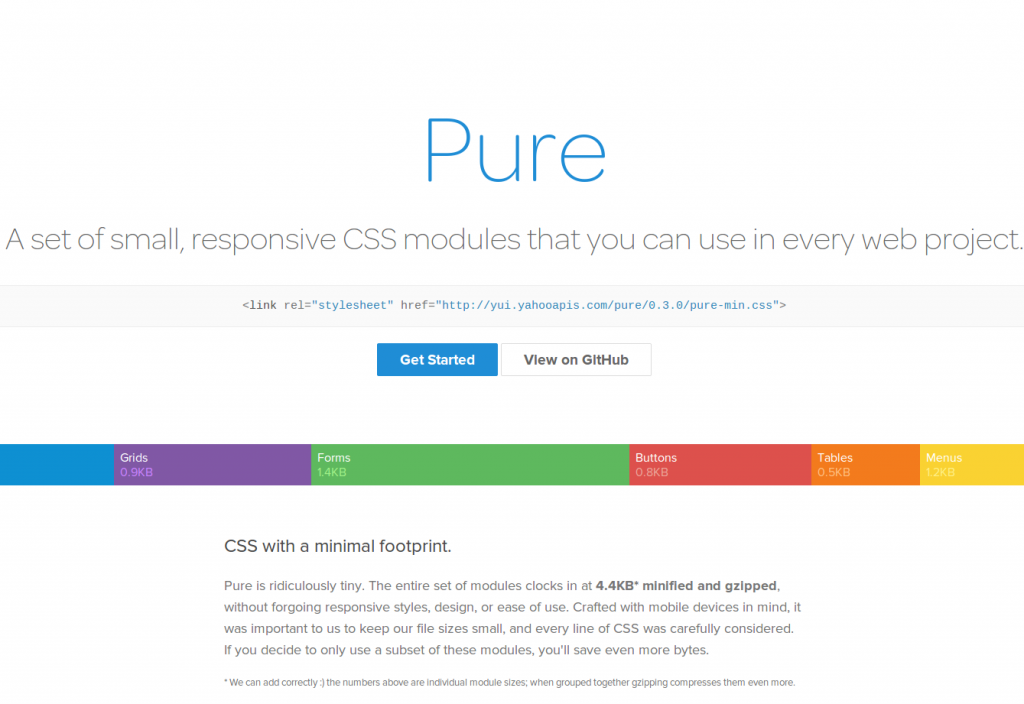 Pure
A set of small, responsive CSS modules that you can use in every web project.
<link rel="stylesheet" href="http://yui.yahooapis.com/pure/0.3.0/pure-min.css">
Get Started View on GitHub
Grids Forms Buttons Tables Menus
0.9KB 1.4KB 0.8KB 0.5KB 1.2KB
CSS with a minimal footprint.
Pure is ridiculously tiny. The entire set of modules clocks in at 4.4KB* minified and gzipped,
without forgoing responsive styles, design, or ease of use. Crafted with mobile devices in mind, it
was important to us to keep our file sizes small, and every line of CSS was carefully considered.
If you decide to only use a subset of these modules, you'll save even more bytes.
* We can add correctly :) the numbers above are individual module sizes; when grouped together gzipping compresses them even more.